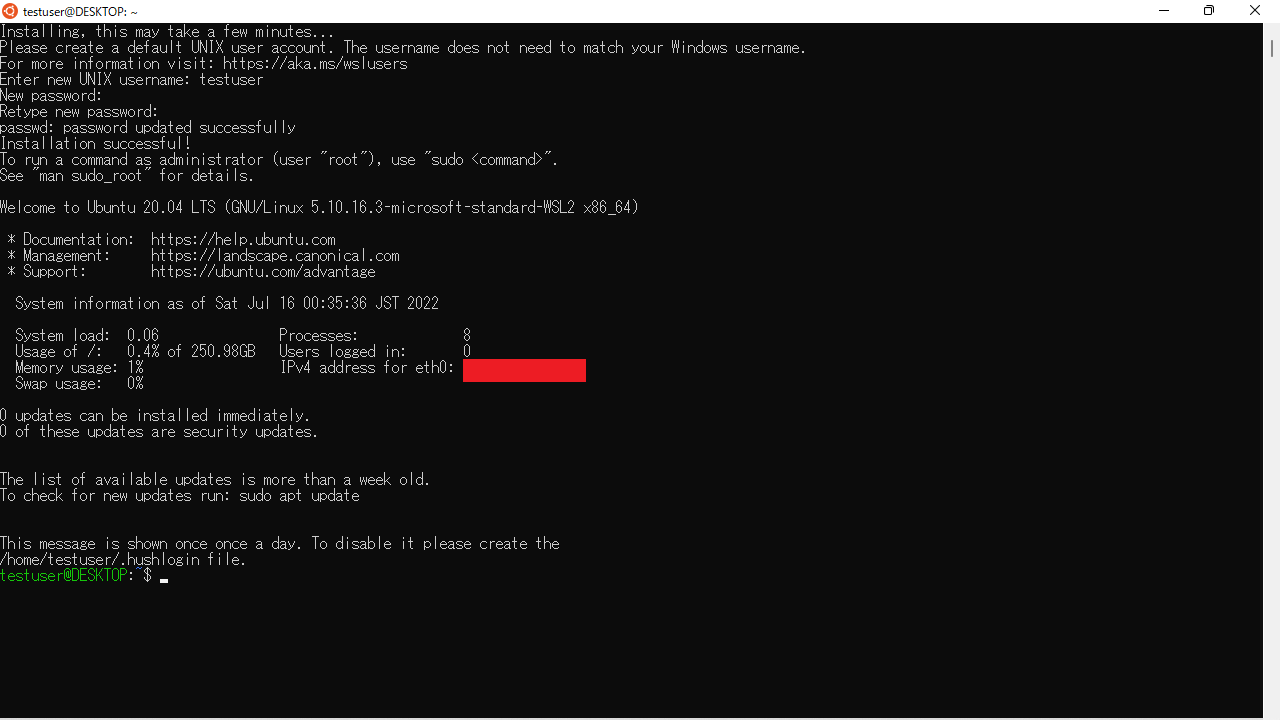 testuser@DESKTOP: ~
Installing, this may take a few minutes...
Please create a default UNIX user account. The username does not need to match your Windows username.
For more information visit: https://aka.ms/wslusers
Enter new UNIX username: testuser
New password:
Retype new password:
passwd: password updated successfully
Installation successful!
To run a command as administrator (user "root"), use "sudo <command>".
See "man sudo_root" for details.
Welcome to Ubuntu 20.04 LTS (GNU/Linux 5.10.16.3-microsoft-standard-WSL2 x86_64)
* Documentation:  https://help.ubuntu.com
* Management:     https://landscape.canonical.com
* Support:        https://ubuntu.com/advantage
System information as of Sat Jul 16 00:35:36 JST 2022
System load:  0.06               Processes:             8
Usage of /:   0.4% of 250.98GB   Users logged in:       0
Memory usage: 1%                 IPv4 address for eth0:
Swap usage:   0%
0 updates can be installed immediately.
0 of these updates are security updates.
The list of available updates is more than a week old.
To check for new updates run: sudo apt update
This message is shown once once a day. To disable it please create the
/home/testuser/.hushlogin file.
testuser@DESKTOP:~$